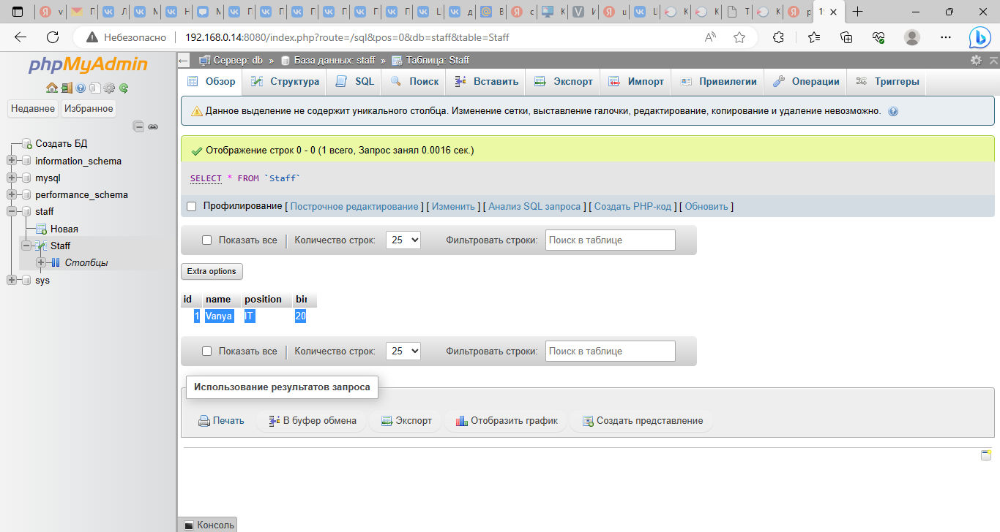 Небезопасно 192.168.0.14:8080/index.php?route=/sql&pos=0&db=staff&table=Staff
phpMyAdmin
Недавнее Избранное
Создать БД
information_schema
mysql
performance_schema
staff
Новая
Staff
Столбцы
sys
Сервер: db » База данных: staff » Таблица: Staff
Обзор Структура SQL Поиск Вставить Экспорт Импорт Привилегии Операции Триггеры
Данное выделение не содержит уникального столбца. Изменение сетки, выставление галочки, редактирование, копирование и удаление невозможно.
Отображение строк 0 - 0 (1 всего, Запрос занял 0.0016 сек.)
SELECT * FROM `Staff`
Профилирование [ Построчное редактирование ] [ Изменить ] [ Анализ SQL запроса ] [ Создать PHP-код ] [ Обновить ]
Показать все Количество строк: 25 Фильтровать строки: Поиск в таблице
Extra options
id name position
1 Vanya IT 20
Показать все Количество строк: 25 Фильтровать строки: Поиск в таблице
Использование результатов запроса
Печать В буфер обмена Экспорт Отобразить график Создать представление
Консоль